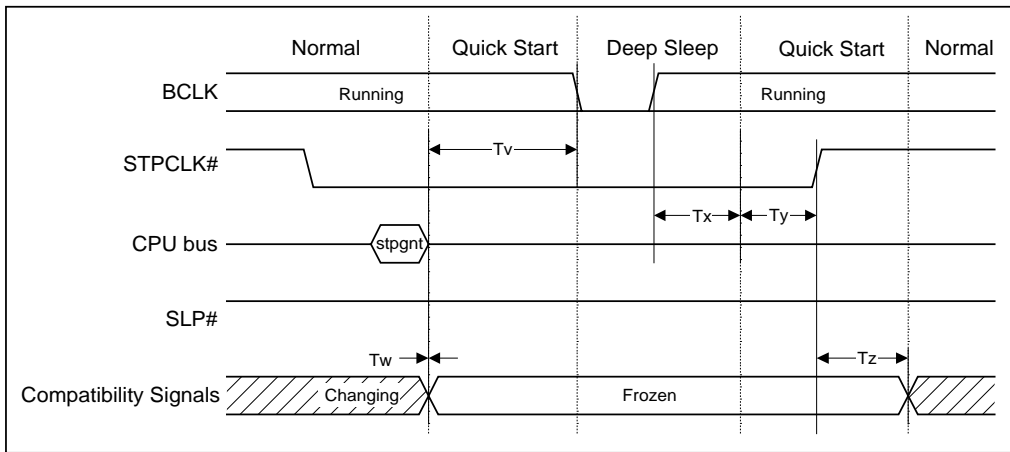 Normal Quick Start Deep Sleep Quick Start Normal
BCLK Running Running
STPCLK# Tv
Tx Ty
CPU bus stpgnt
SLP#
Tw Tz
Compatibility Signals Changing Frozen